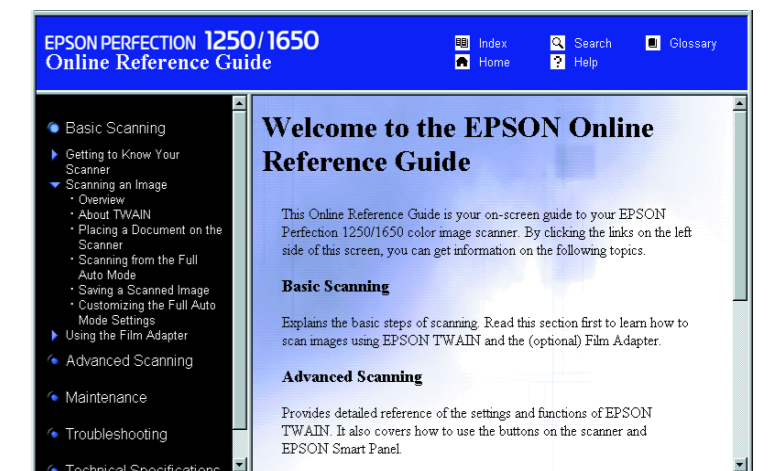 EPSON PERFECTION 1250/1650
Online Reference Guide
Index
Search
Glossary
Home
Help
Basic Scanning
Getting to Know Your
Scanner
Scanning an Image
· Overview
· About TWAIN
· Placing a Document on the
Scanner
· Scanning from the Full
Auto Mode
· Saving a Scanned Image
· Customizing the Full Auto
Mode Settings
Using the Film Adapter
Advanced Scanning
Maintenance
Troubleshooting
Technical Specifications
Welcome to the EPSON Online
Reference Guide
This Online Reference Guide is your on-screen guide to your EPSON
Perfection 1250/1650 color image scanner. By clicking the links on the left
side of this screen, you can get information on the following topics.
Basic Scanning
Explains the basic steps of scanning. Read this section first to learn how to
scan images using EPSON TWAIN and the (optional) Film Adapter.
Advanced Scanning
Provides detailed reference of the settings and functions of EPSON
TWAIN. It also covers how to use the buttons on the scanner and
EPSON Smart Panel.